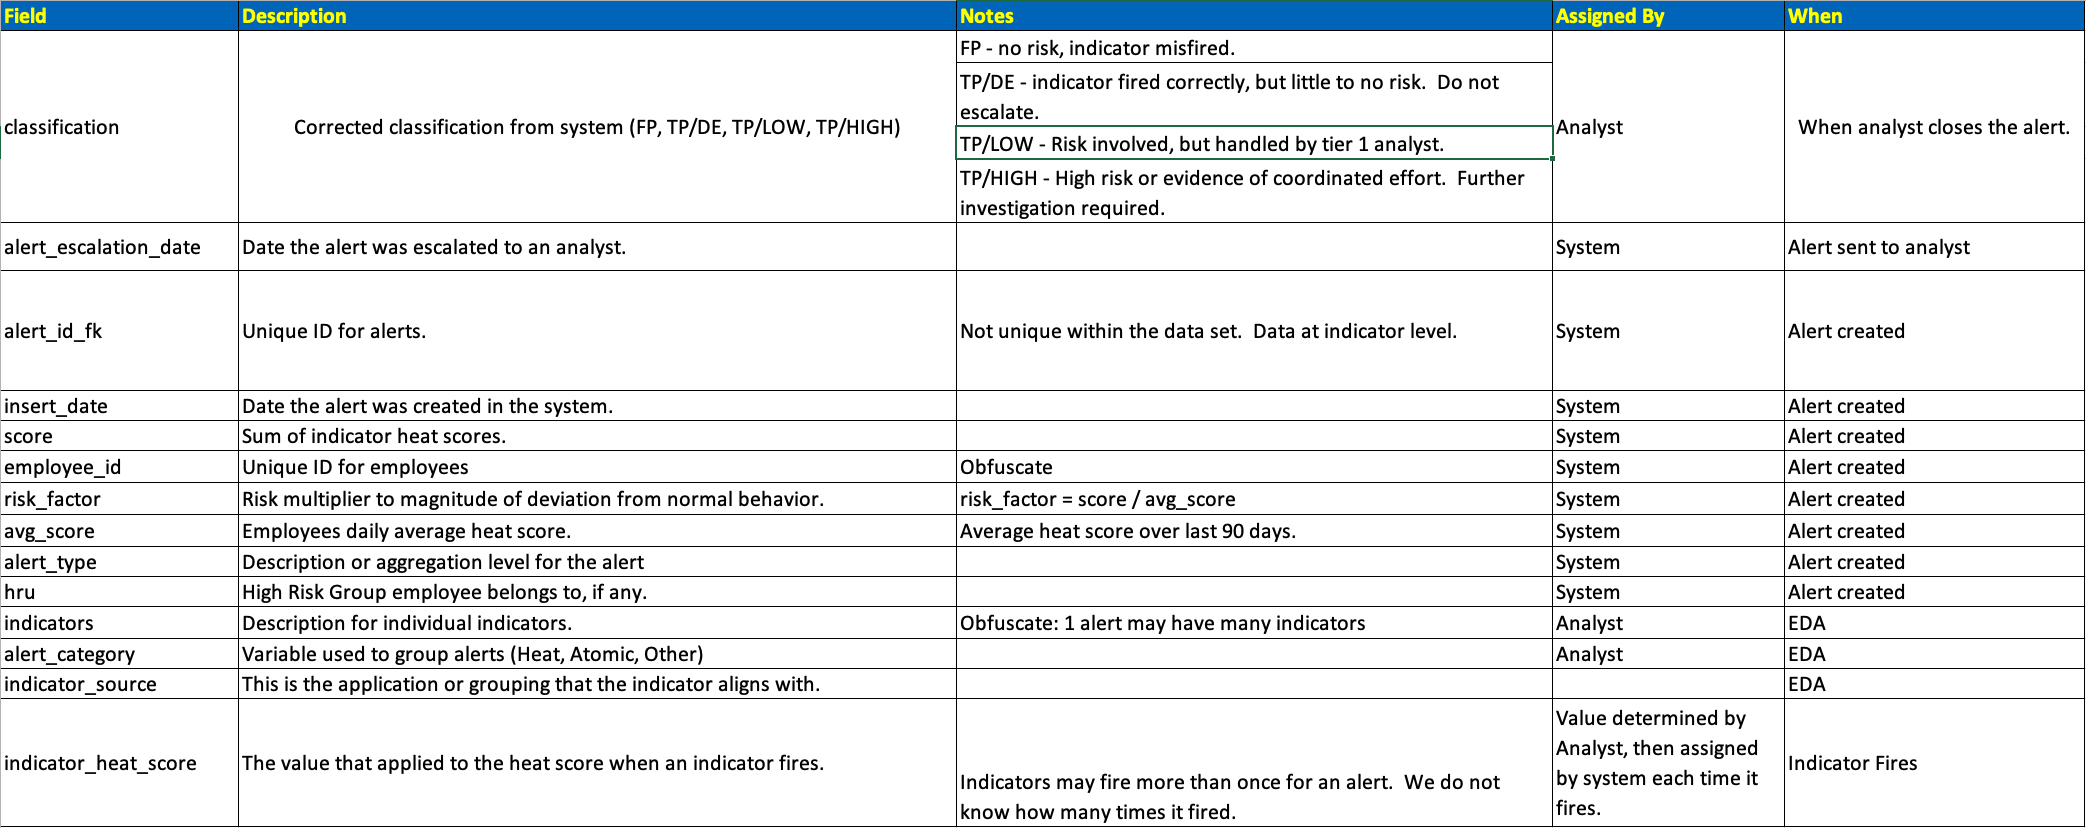 Field Description Notes Assigned By When
classification
Corrected classification from system (FP, TP/DE, TP/LOW, TP/HIGH)
FP - no risk, indicator misfired.
TP/DE - indicator fired correctly, but little to no risk.  Do not
escalate.
TP/LOW - Risk involved, but handled by tier 1 analyst.
TP/HIGH - High risk or evidence of coordinated effort.  Further
investigation required.
Analyst
When analyst closes the alert.
alert_escalation_date Date the alert was escalated to an analyst. System Alert sent to analyst
alert_id_fk Unique ID for alerts. Not unique within the data set.  Data at indicator level. System Alert created
insert_date Date the alert was created in the system. System Alert created
score Sum of indicator heat scores. System Alert created
employee_id Unique ID for employees Obfuscate System Alert created
risk_factor Risk multiplier to magnitude of deviation from normal behavior. risk_factor = score / avg_score System Alert created
avg_score Employees daily average heat score. Average heat score over last 90 days. System Alert created
alert_type Description or aggregation level for the alert System Alert created
hru High Risk Group employee belongs to, if any. System Alert created
indicators Description for individual indicators. Obfuscate: 1 alert may have many indicators Analyst EDA
alert_category Variable used to group alerts (Heat, Atomic, Other) Analyst EDA
indicator_source This is the application or grouping that the indicator aligns with. EDA
indicator_heat_score The value that applied to the heat score when an indicator fires.
Indicators may fire more than once for an alert.  We do not
know how many times it fired.
Value determined by
Analyst, then assigned
by system each time it
fires.
Indicator Fires